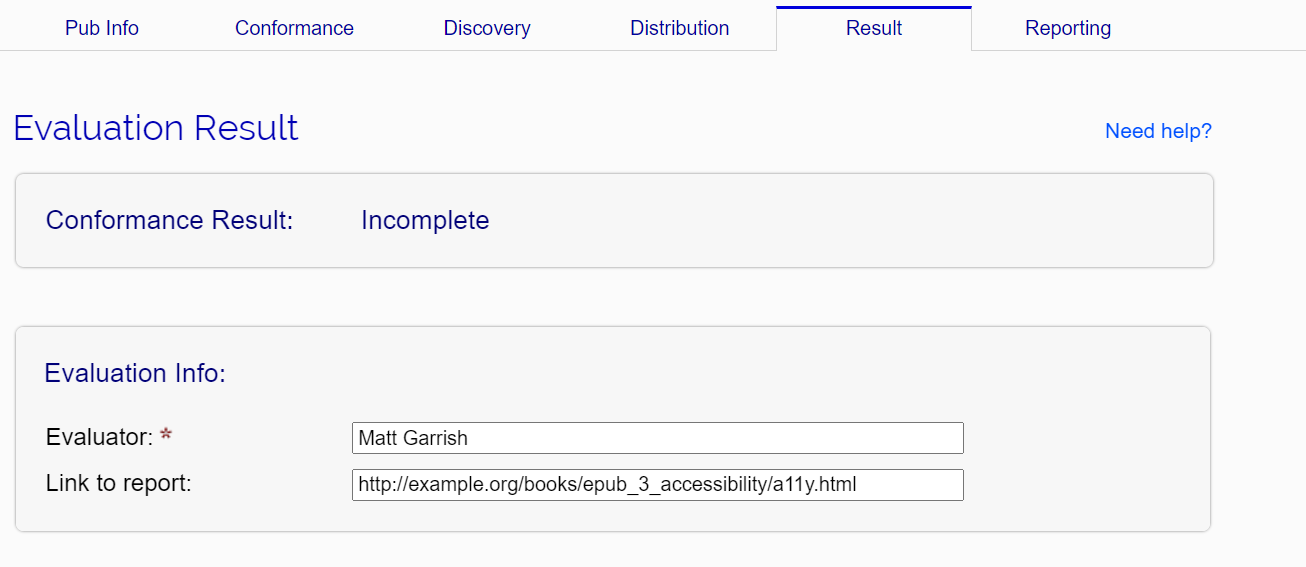 Pub Info Conformance Discovery Distribution Result Reporting
Evaluation Result Need help?
Conformance Result: Incomplete
Evaluation Info:
Evaluator: * Matt Garrish
Link to report: http://example.org/books/epub_3_accessibility/a11y.html